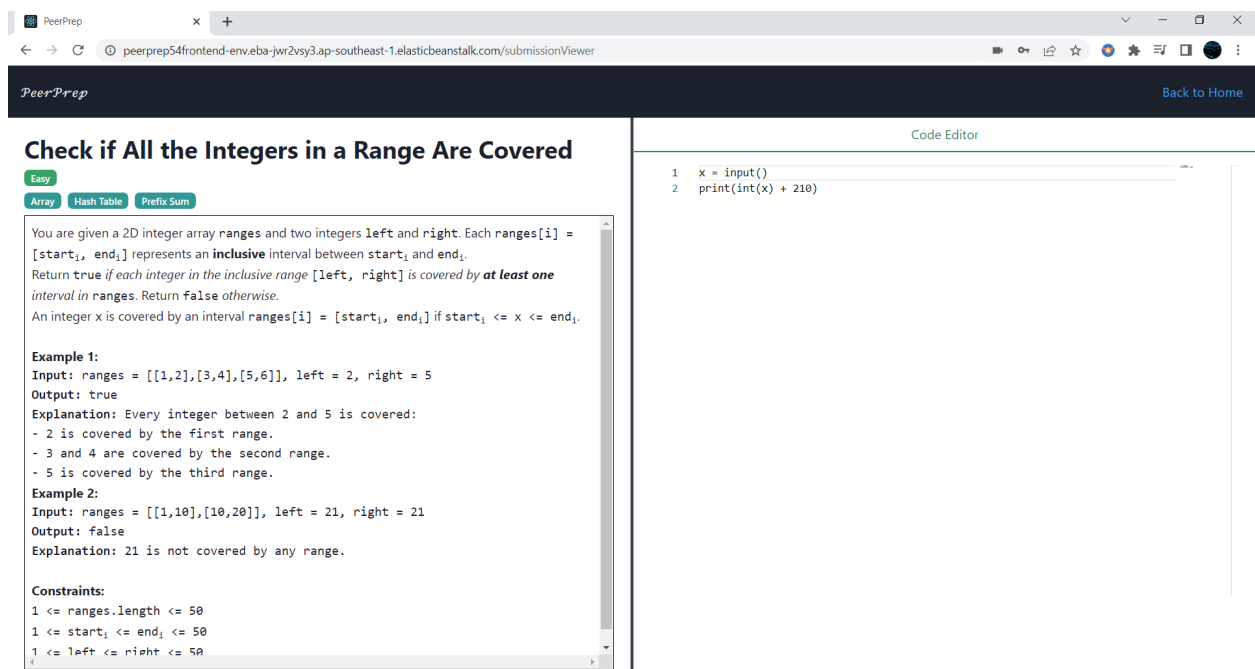 PeerPrep
peerprep54frontend-env.eba-jwr2vsy3.ap-southeast-1.elasticbeanstalk.com/submissionViewer
PeerPrep
Back to Home
Check if All the Integers in a Range Are Covered
Easy
Array Hash Table Prefix Sum
You are given a 2D integer array ranges and two integers left and right. Each ranges[i] =
[startᵢ, endᵢ] represents an inclusive interval between startᵢ and endᵢ.
Return true if each integer in the inclusive range [left, right] is covered by at least one
interval in ranges. Return false otherwise.
An integer x is covered by an interval ranges[i] = [startᵢ, endᵢ] if startᵢ <= x <= endᵢ.
Example 1:
Input: ranges = [[1,2],[3,4],[5,6]], left = 2, right = 5
Output: true
Explanation: Every integer between 2 and 5 is covered:
- 2 is covered by the first range.
- 3 and 4 are covered by the second range.
- 5 is covered by the third range.
Example 2:
Input: ranges = [[1,10],[10,20]], left = 21, right = 21
Output: false
Explanation: 21 is not covered by any range.
Constraints:
1 <= ranges.length <= 50
1 <= startᵢ <= endᵢ <= 50
1 <= left <= right <= 50
Code Editor
1 x = input()
2 print(int(x) + 210)